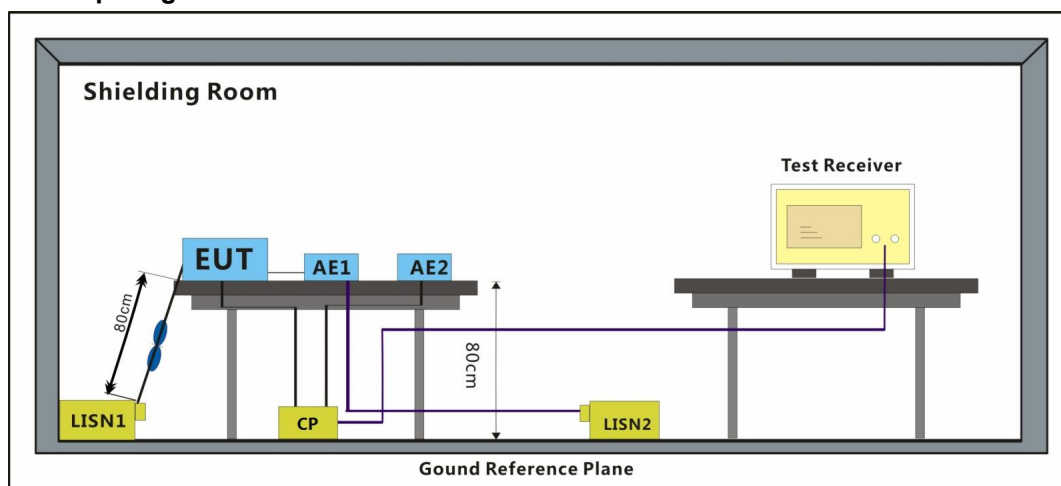 Shielding Room
Test Receiver
EUT
AE1
AE2
80cm
80cm
LISN1
CP
LISN2
Gound Reference Plane